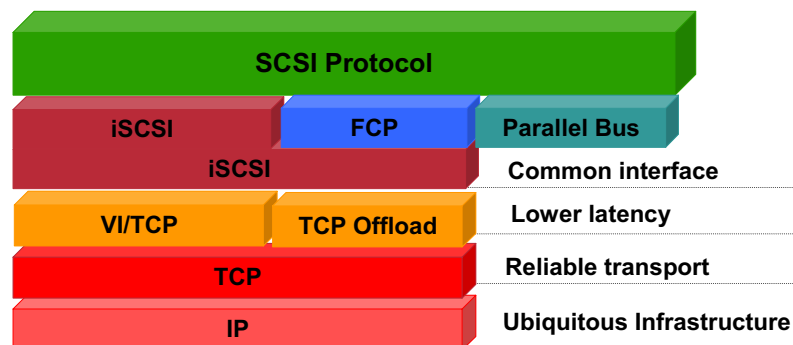 SCSI Protocol
iSCSI
FCP
Parallel Bus
iSCSI
Common interface
VI/TCP
TCP Offload
Lower latency
TCP
Reliable transport
IP
Ubiquitous Infrastructure